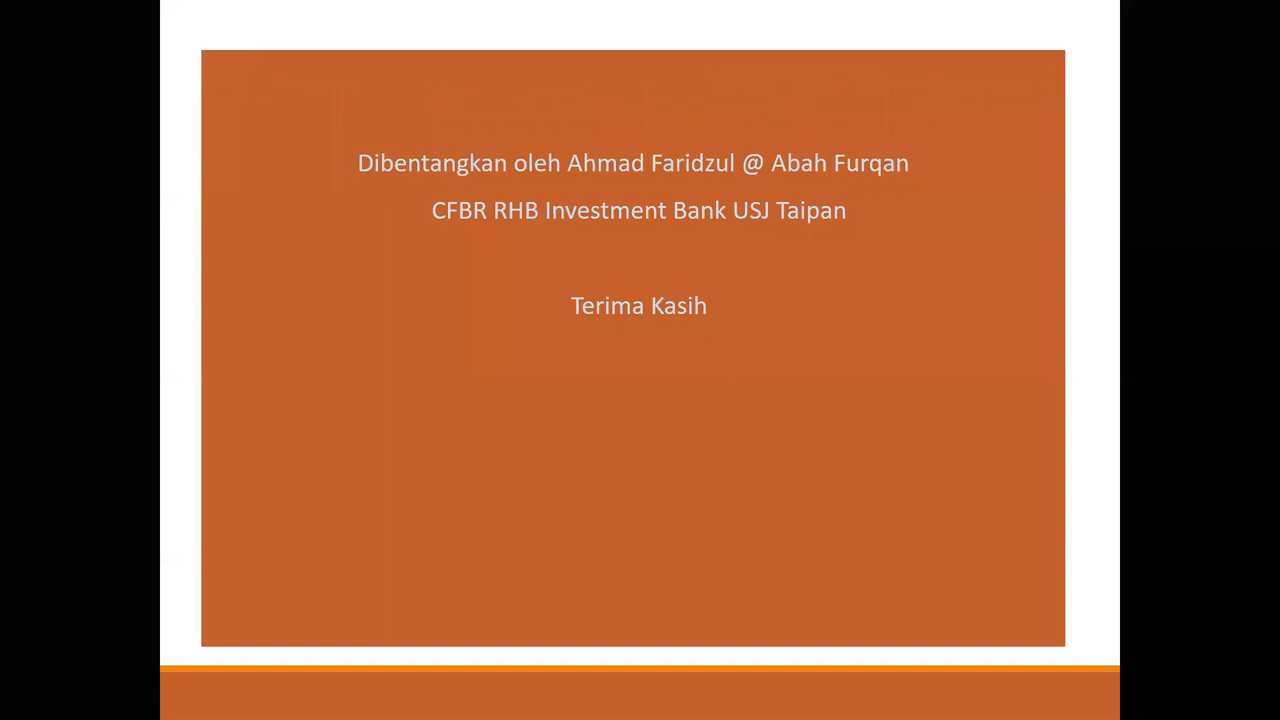 Dibentangkan oleh Ahmad Faridzul @ Abah Furqan
CFBR RHB Investment Bank USJ Taipan
Terima Kasih